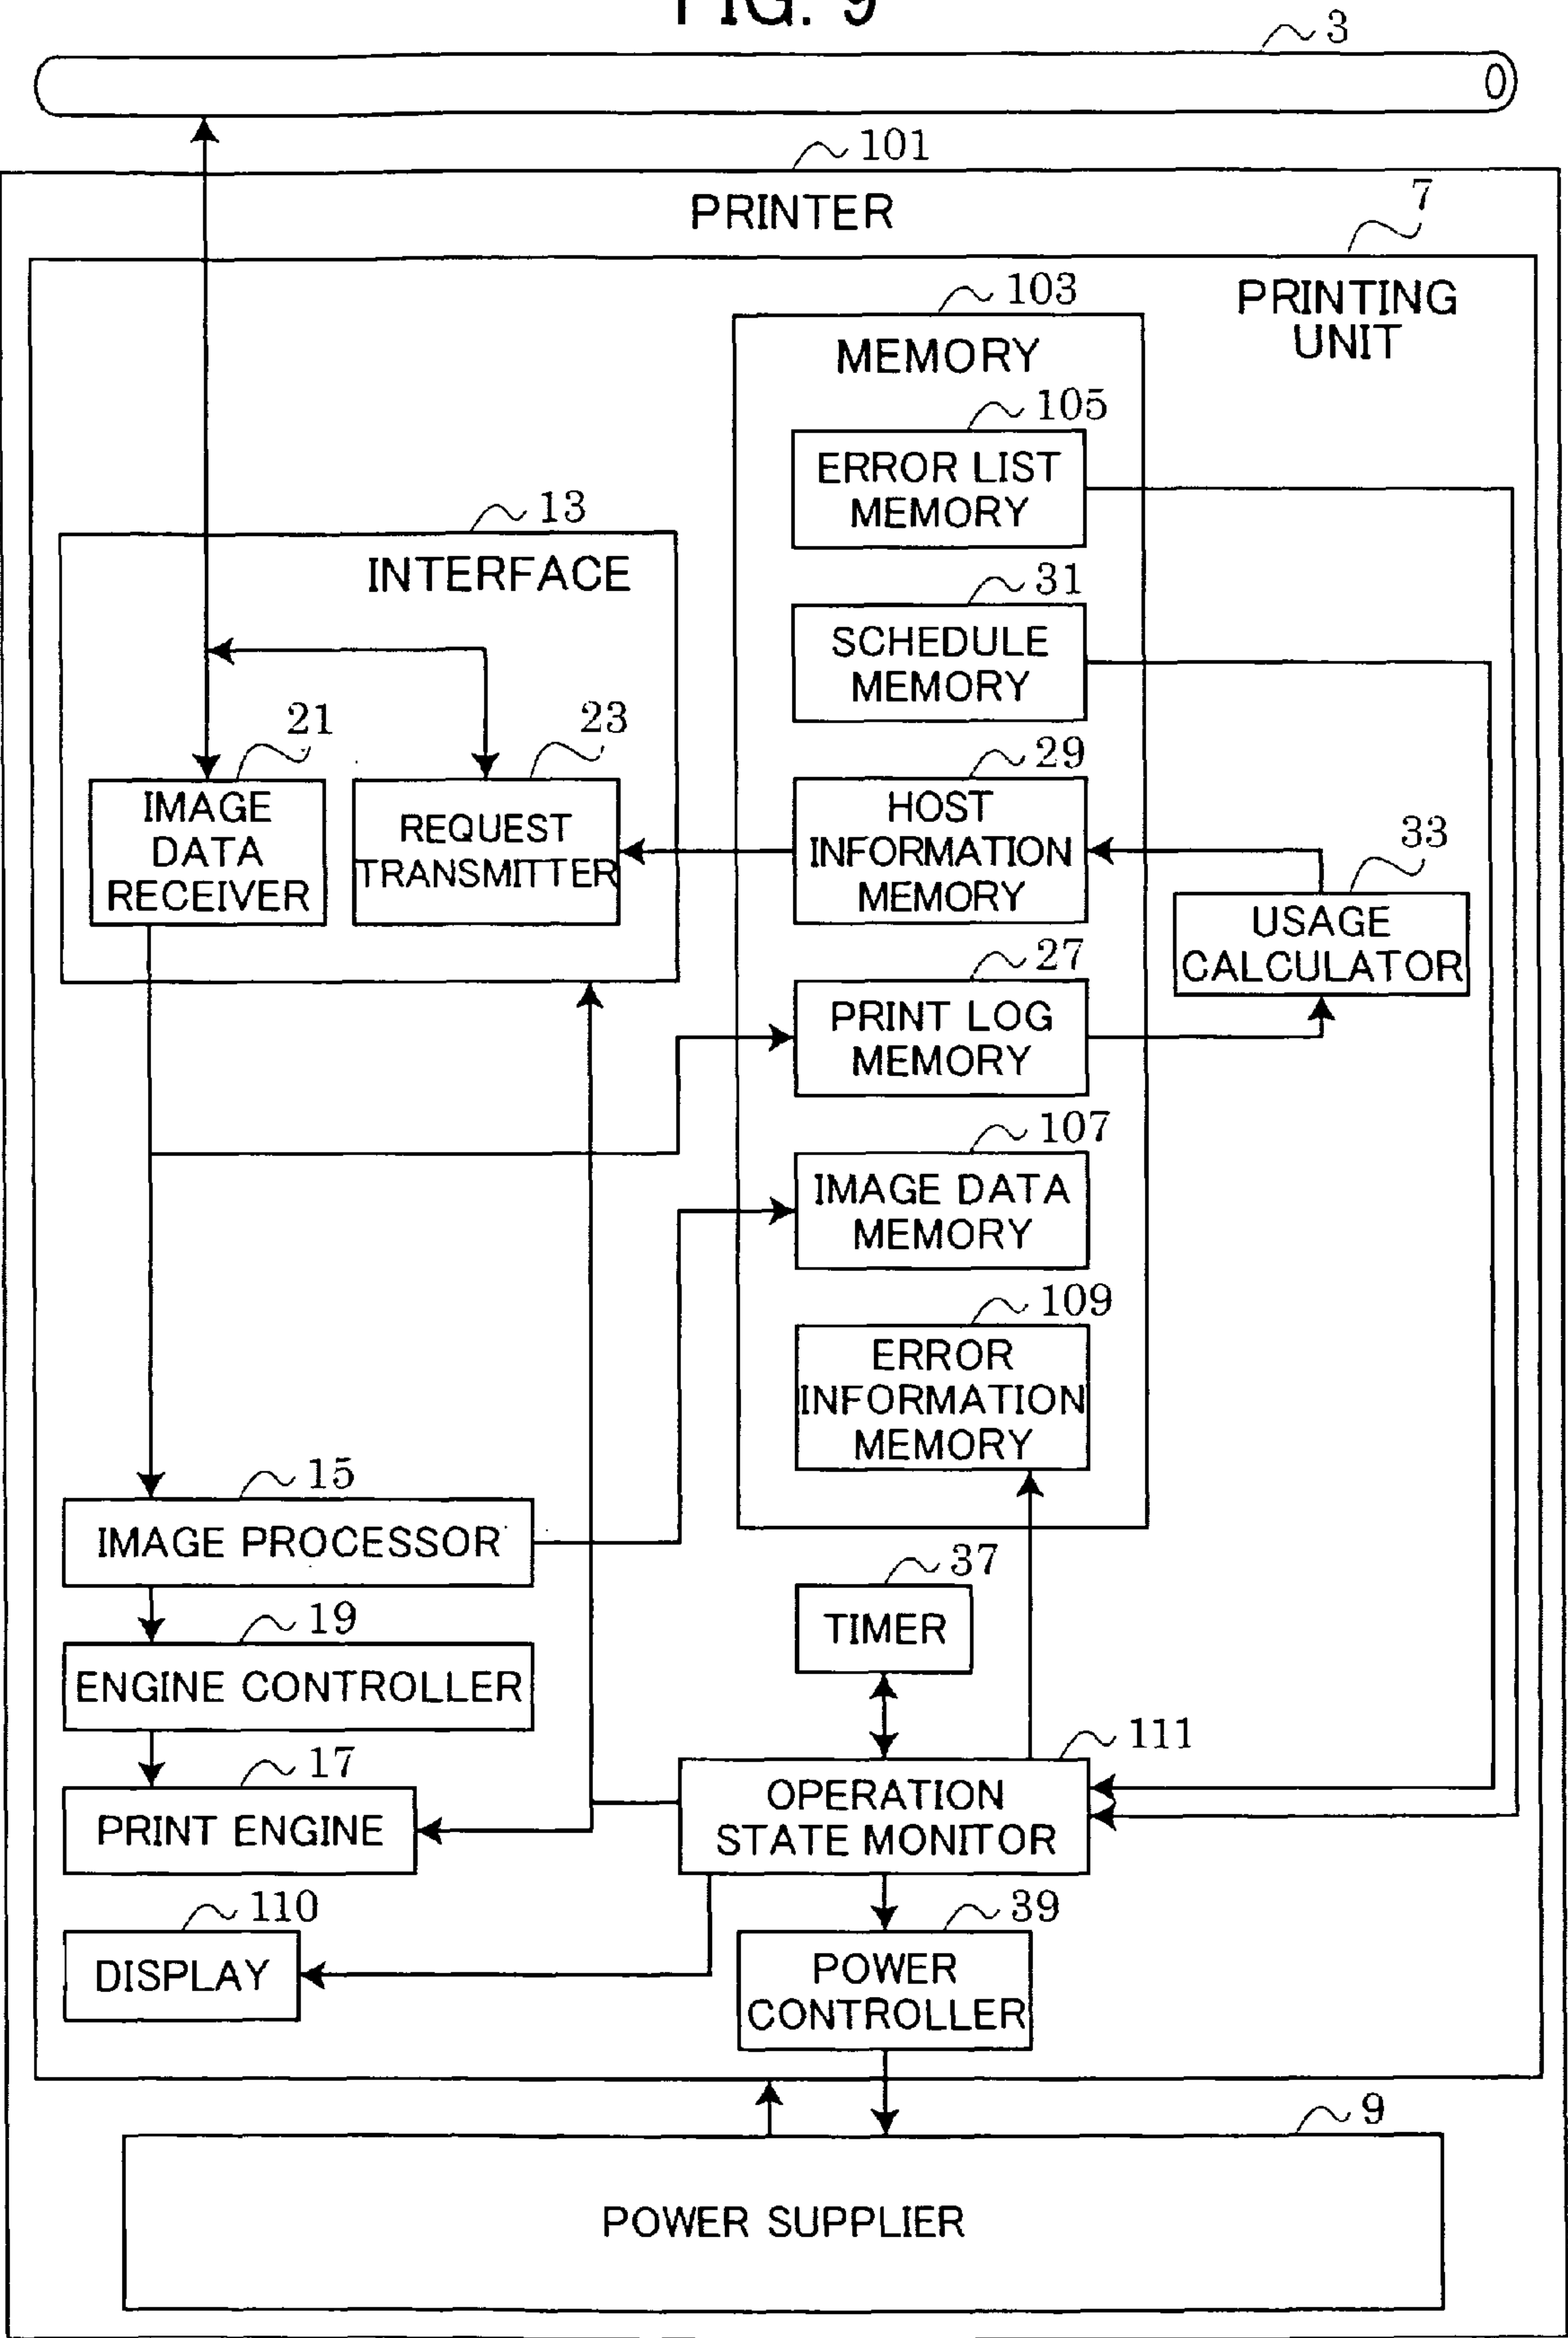 FIG. 9
3
101
PRINTER
7
PRINTING
UNIT
103
MEMORY
105
ERROR LIST
MEMORY
13
INTERFACE
31
SCHEDULE
MEMORY
21
IMAGE
DATA
RECEIVER
23
REQUEST
TRANSMITTER
29
HOST
INFORMATION
MEMORY
33
USAGE
CALCULATOR
27
PRINT LOG
MEMORY
107
IMAGE DATA
MEMORY
109
ERROR
INFORMATION
MEMORY
15
IMAGE PROCESSOR
37
TIMER
19
ENGINE CONTROLLER
111
OPERATION
STATE MONITOR
17
PRINT ENGINE
110
DISPLAY
39
POWER
CONTROLLER
9
POWER SUPPLIER